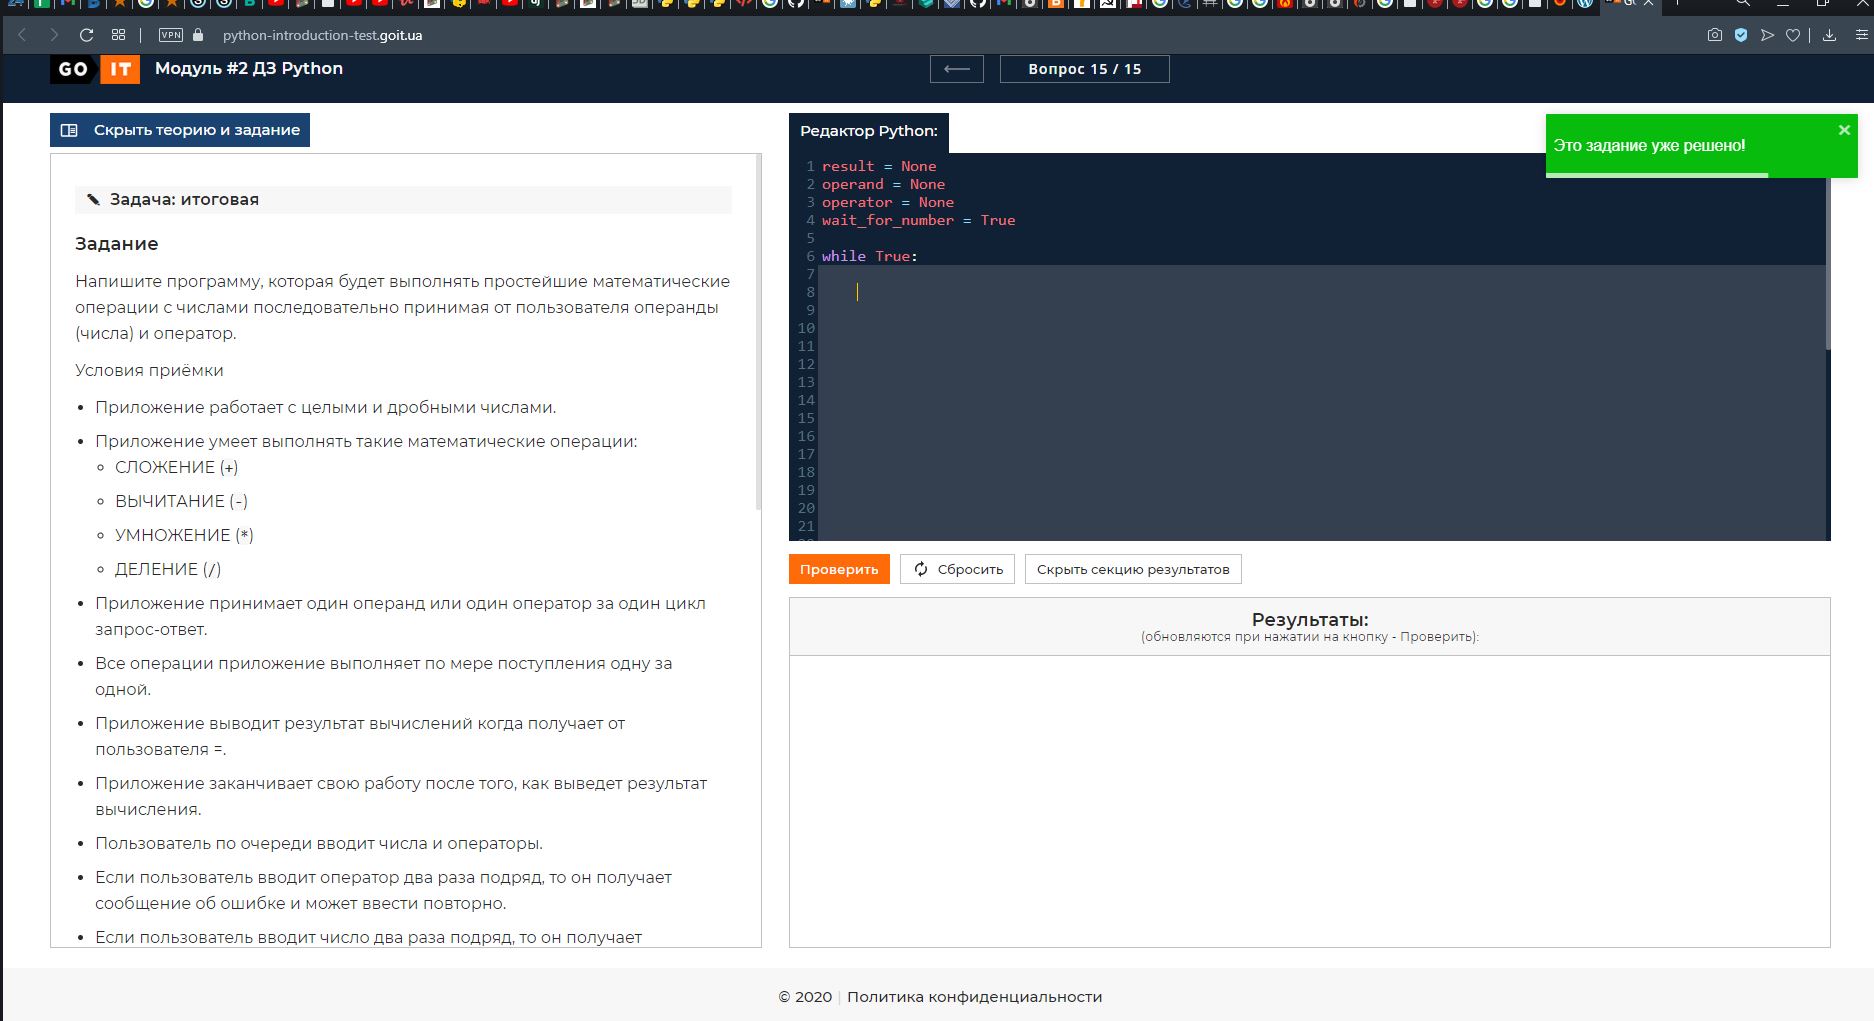 VPN
python-introduction-test.goit.ua
GO IT
Модуль #2 ДЗ Python
Вопрос 15 / 15
Скрыть теорию и задание
Задача: итоговая
Задание
Напишите программу, которая будет выполнять простейшие математические
операции с числами последовательно принимая от пользователя операнды
(числа) и оператор.
Условия приёмки
• Приложение работает с целыми и дробными числами.
• Приложение умеет выполнять такие математические операции:
СЛОЖЕНИЕ (+)
ВЫЧИТАНИЕ (-)
УМНОЖЕНИЕ (*)
ДЕЛЕНИЕ (/)
• Приложение принимает один операнд или один оператор за один цикл
запрос-ответ.
• Все операции приложение выполняет по мере поступления одну за
одной.
• Приложение выводит результат вычислений когда получает от
пользователя =.
• Приложение заканчивает свою работу после того, как выведет результат
вычисления.
• Пользователь по очереди вводит числа и операторы.
• Если пользователь вводит оператор два раза подряд, то он получает
сообщение об ошибке и может ввести повторно.
• Если пользователь вводит число два раза подряд, то он получает
Редактор Python:
1 result = None
2 operand = None
3 operator = None
4 wait_for_number = True
5
6 while True:
7
8
9
10
11
12
13
14
15
16
17
18
19
20
21
Это задание уже решено!
Проверить
Сбросить
Скрыть секцию результатов
Результаты:
(обновляются при нажатии на кнопку - Проверить):
© 2020 | Политика конфиденциальности